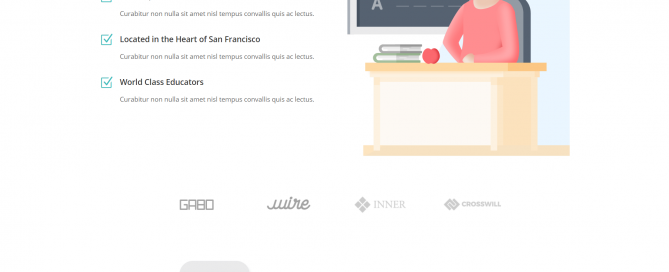 A
Curabitur non nulla sit amet nisl tempus convallis quis ac lectus.
Located in the Heart of San Francisco
Curabitur non nulla sit amet nisl tempus convallis quis ac lectus.
World Class Educators
Curabitur non nulla sit amet nisl tempus convallis quis ac lectus.
GABO
wire
INNER
CROSSWILL